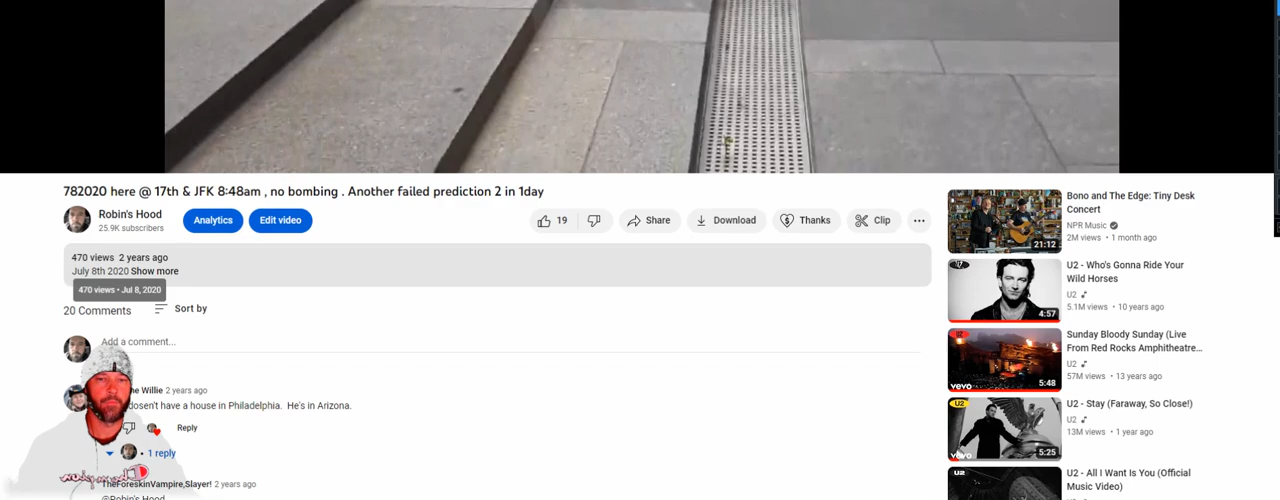 782020 here @ 17th & JFK 8:48am , no bombing . Another failed prediction 2 in 1day
Robin's Hood
25.9K subscribers
Analytics
Edit video
19
Share
Download
Thanks
Clip
470 views 2 years ago
July 8th 2020 Show more
470 views • Jul 8, 2020
20 Comments
Sort by
Add a comment...
Willie 2 years ago
dosen't have a house in Philadelphia. He's in Arizona.
Reply
• 1 reply
TheForeskinVampire,Slayer! 2 years ago
@Robin's Hood
21:12
Bono and The Edge: Tiny Desk
Concert
NPR Music
2M views • 1 month ago
4:57
U2 - Who's Gonna Ride Your
Wild Horses
U2
5.1M views • 10 years ago
vevo
5:48
Sunday Bloody Sunday (Live
From Red Rocks Amphitheatre...
U2
57M views • 13 years ago
U2
vevo
5:25
U2 - Stay (Faraway, So Close!)
U2
13M views • 1 year ago
U2
U2 - All I Want Is You (Official
Music Video)